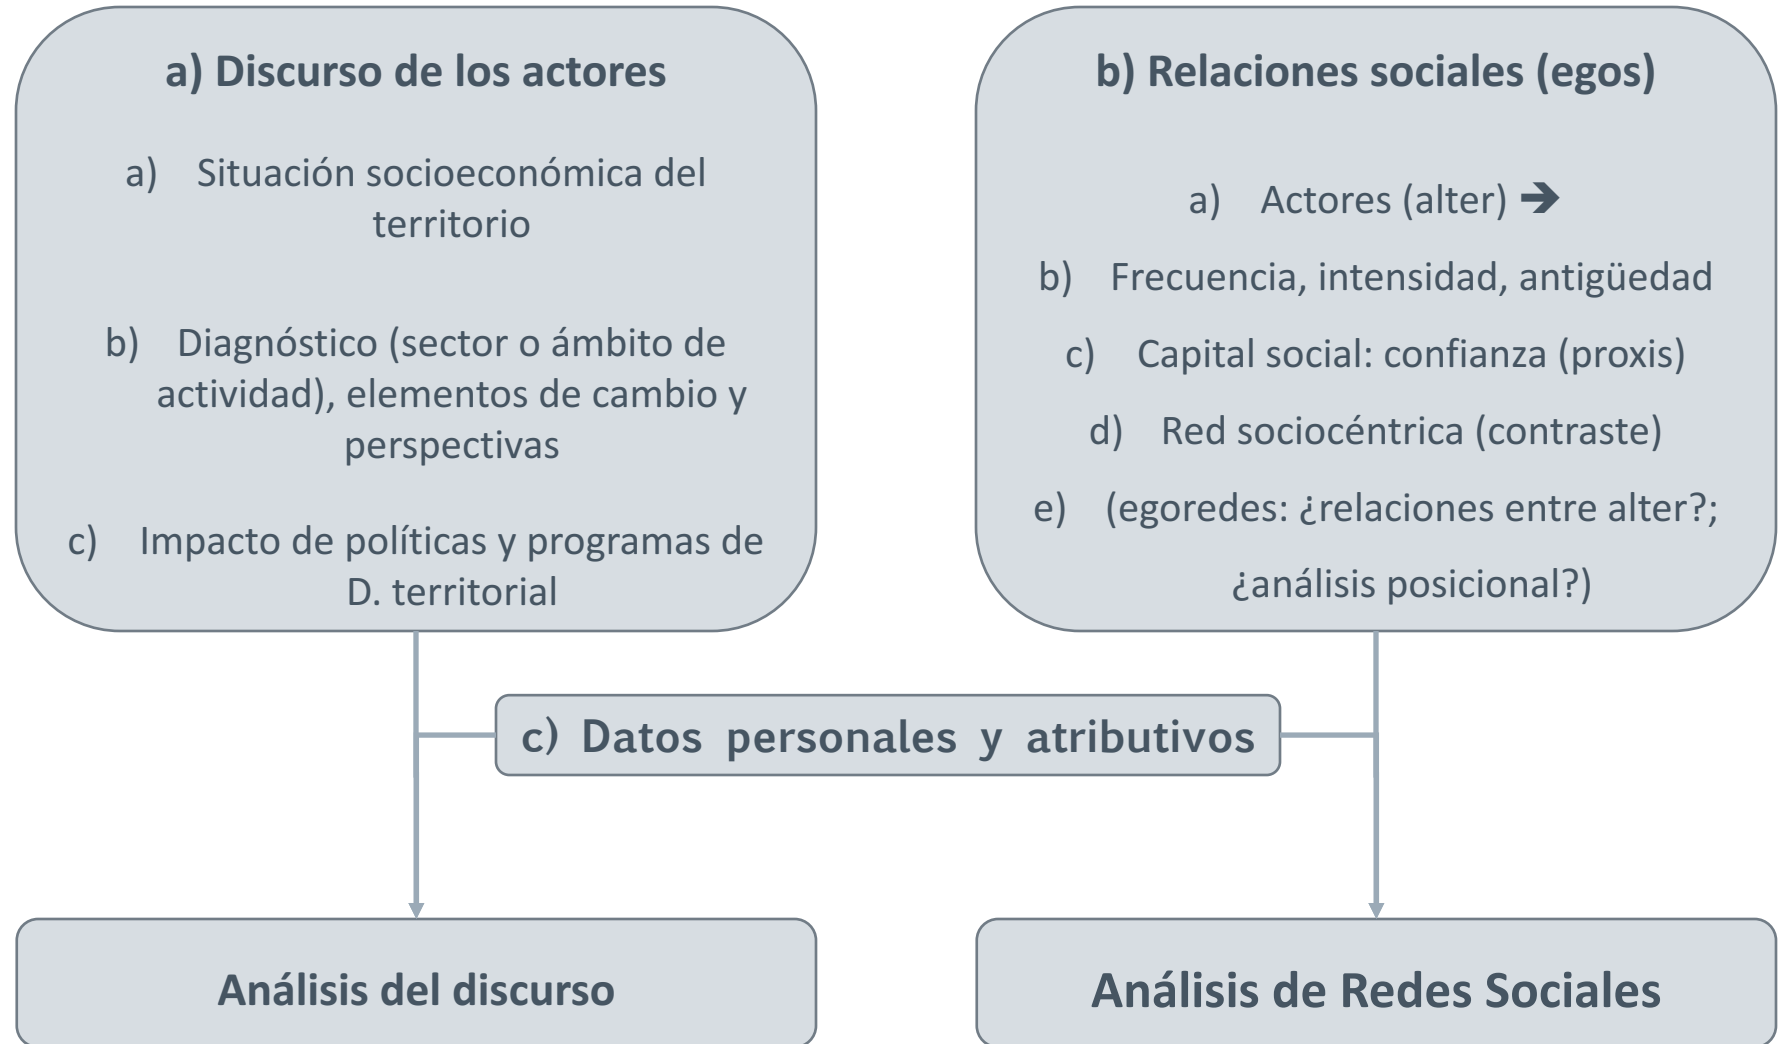 a) Discurso de los actores
a) Situación socioeconómica del
territorio
b) Diagnóstico (sector o ámbito de
actividad), elementos de cambio y
perspectivas
c) Impacto de políticas y programas de
D. territorial
b) Relaciones sociales (egos)
a) Actores (alter) ➔
b) Frecuencia, intensidad, antigüedad
c) Capital social: confianza (proxis)
d) Red sociocéntrica (contraste)
e) (egoredes: ¿relaciones entre alter?;
¿análisis posicional?)
c) Datos personales y atributivos
Análisis del discurso
Análisis de Redes Sociales